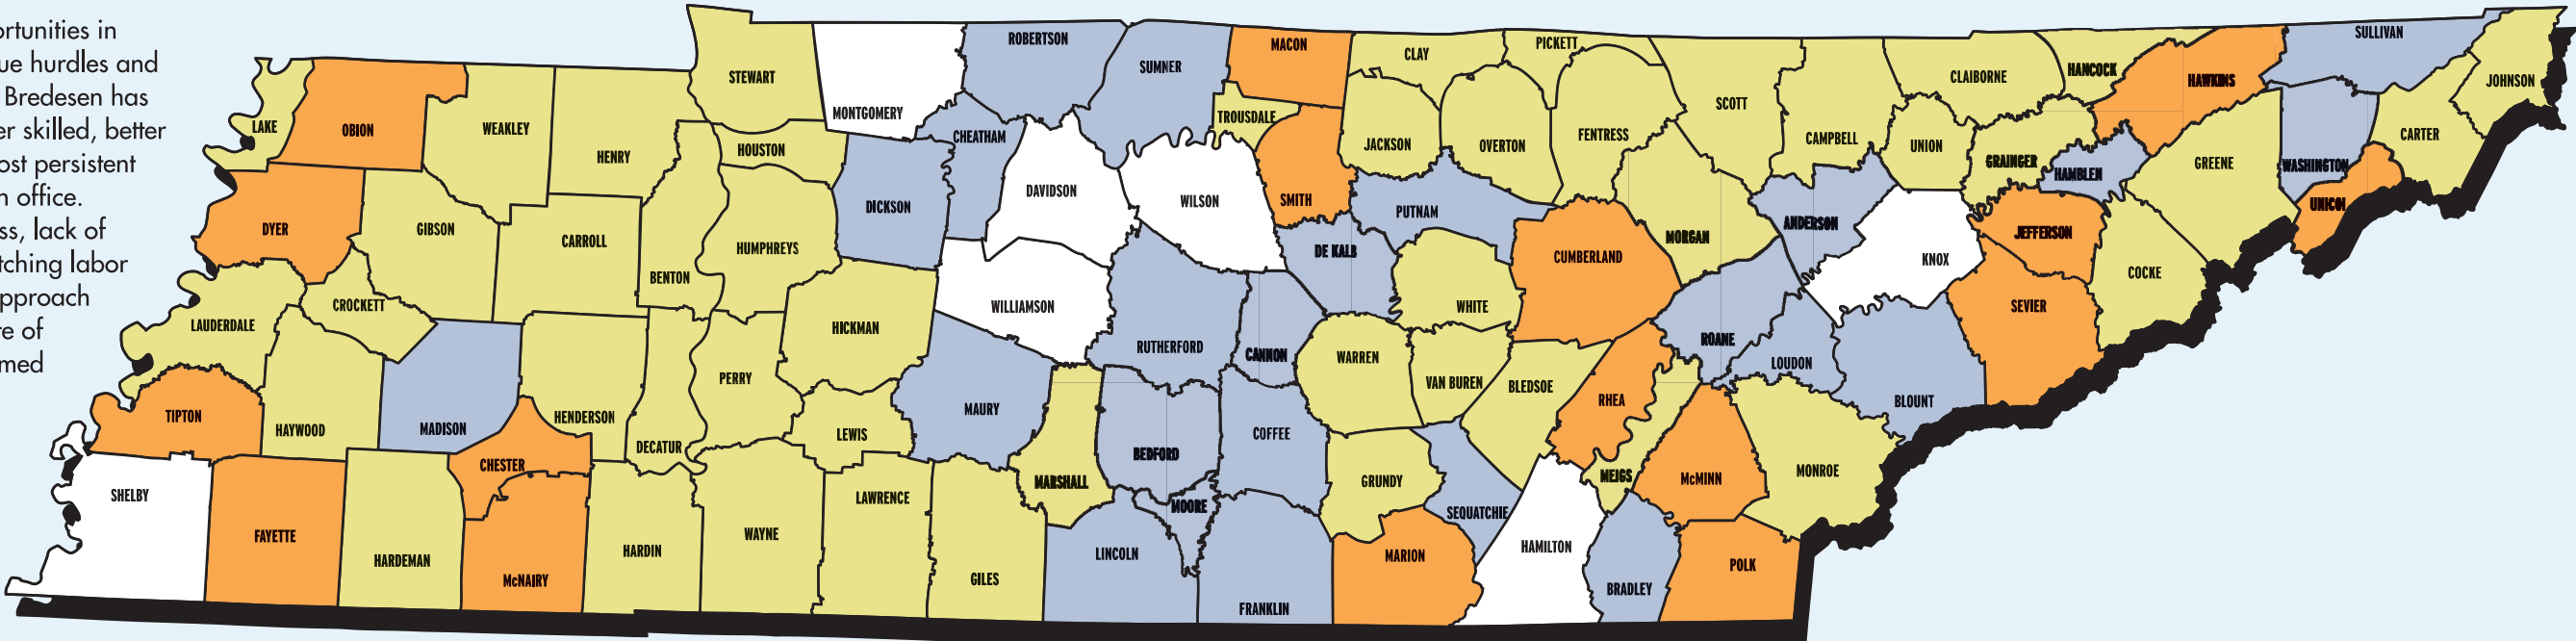 ortunities in
ue hurdles and
Bredesen has
er skilled, better
ost persistent
n office.
ss, lack of
tching labor
pproach
re of
med
LAKE
OBION
WEAKLEY
HENRY
STEWART
HOUSTON
MONTGOMERY
ROBERTSON
CHEATHAM
SUMNER
MACON
TROUSDALE
CLAY
PICKETT
JACKSON
OVERTON
FENTRESS
SCOTT
CAMPBELL
CLAIBORNE
UNION
HANCOCK
HAWKINS
GRAINGER
HAMBLEN
GREENE
SULLIVAN
WASHINGTON
UNICOI
CARTER
JOHNSON
DYER
GIBSON
CARROLL
BENTON
HUMPHREYS
DICKSON
DAVIDSON
WILSON
SMITH
PUTNAM
DE KALB
WHITE
CUMBERLAND
MORGAN
ANDERSON
KNOX
JEFFERSON
SEVIER
COCKE
LAUDERDALE
CROCKETT
HICKMAN
WILLIAMSON
RUTHERFORD
CANNON
WARREN
VAN BUREN
BLEDSOE
RHEA
ROANE
LOUDON
BLOUNT
TIPTON
HAYWOOD
MADISON
HENDERSON
DECATUR
PERRY
LEWIS
MAURY
MARSHALL
BEDFORD
COFFEE
GRUNDY
SEQUATCHIE
MEIGS
McMINN
MONROE
SHELBY
FAYETTE
HARDEMAN
CHESTER
McNAIRY
HARDIN
WAYNE
LAWRENCE
GILES
LINCOLN
MOORE
FRANKLIN
MARION
HAMILTON
BRADLEY
POLK